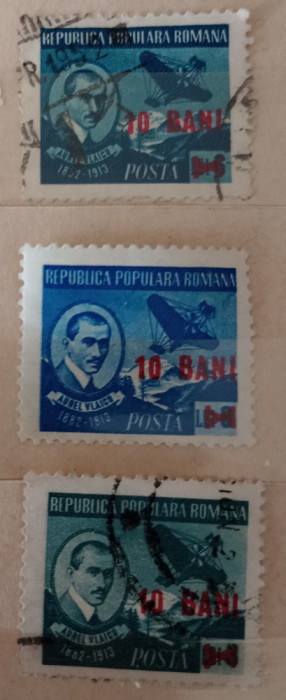 R. 1952
REPUBLICA POPULARA ROMANA
10 BANI
AUREL VLAICU
1882-1913
POSTA
REPUBLICA POPULARA ROMANA
10 BANI
AUREL VLAICU
1882-1913
POSTA
REPUBLICA POPULARA ROMANA
10 BANI
AUREL VLAICU
1882-1913
POSTA